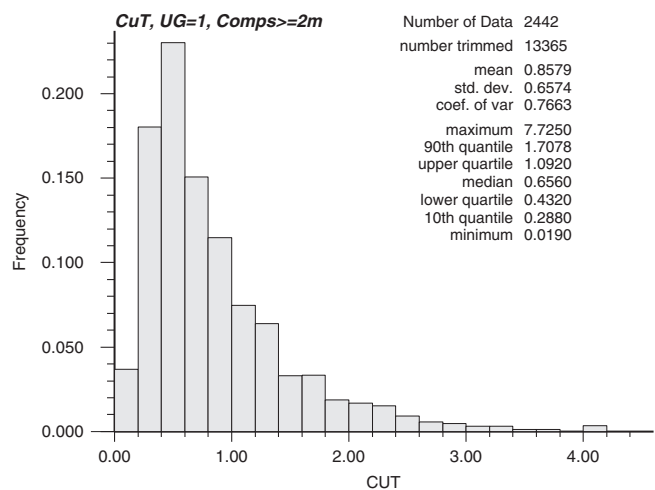 CuT, UG=1, Comps>=2m
Number of Data 2442
number trimmed 13365
mean 0.8579
std. dev. 0.6574
coef. of var 0.7663
maximum 7.7250
90th quantile 1.7078
upper quartile 1.0920
median 0.6560
lower quartile 0.4320
10th quantile 0.2880
minimum 0.0190
Frequency
0.200
0.150
0.100
0.050
0.000
0.00 1.00 2.00 3.00 4.00
CUT